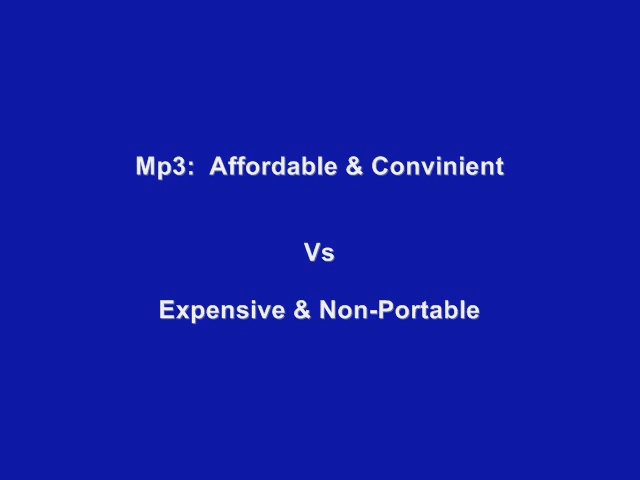 Mp3:  Affordable & Convinient
Vs
Expensive & Non-Portable